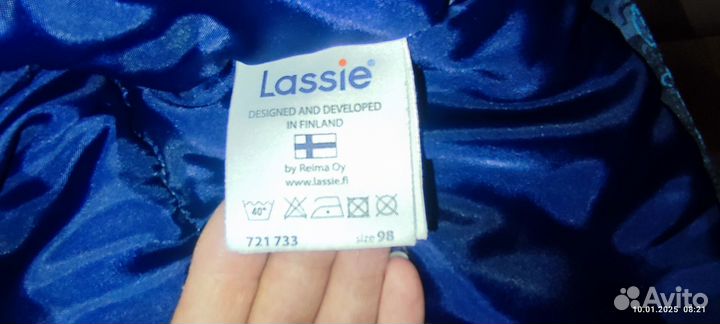 Lassie®
DESIGNED AND DEVELOPED
IN FINLAND
by Reima Oy
www.lassie.fi
40°
721 733 size 98
Avito
10.01.2025 08:21